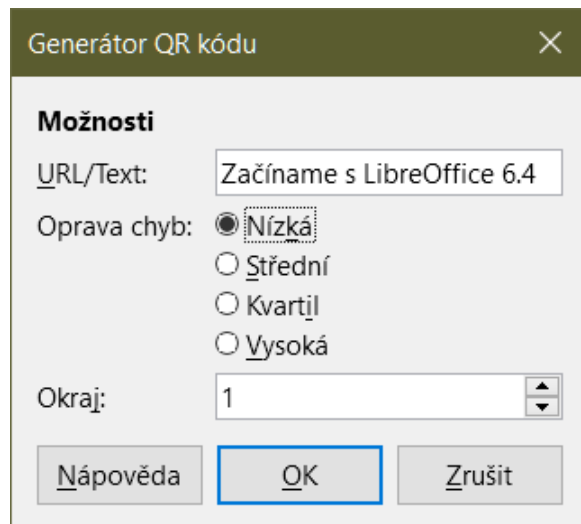 Generátor QR kódu
Možnosti
URL/Text: Začíname s LibreOffice 6.4
Oprava chyb: Nízká
Střední
Kvartil
Vysoká
Okraj: 1
Nápověda OK Zrušit